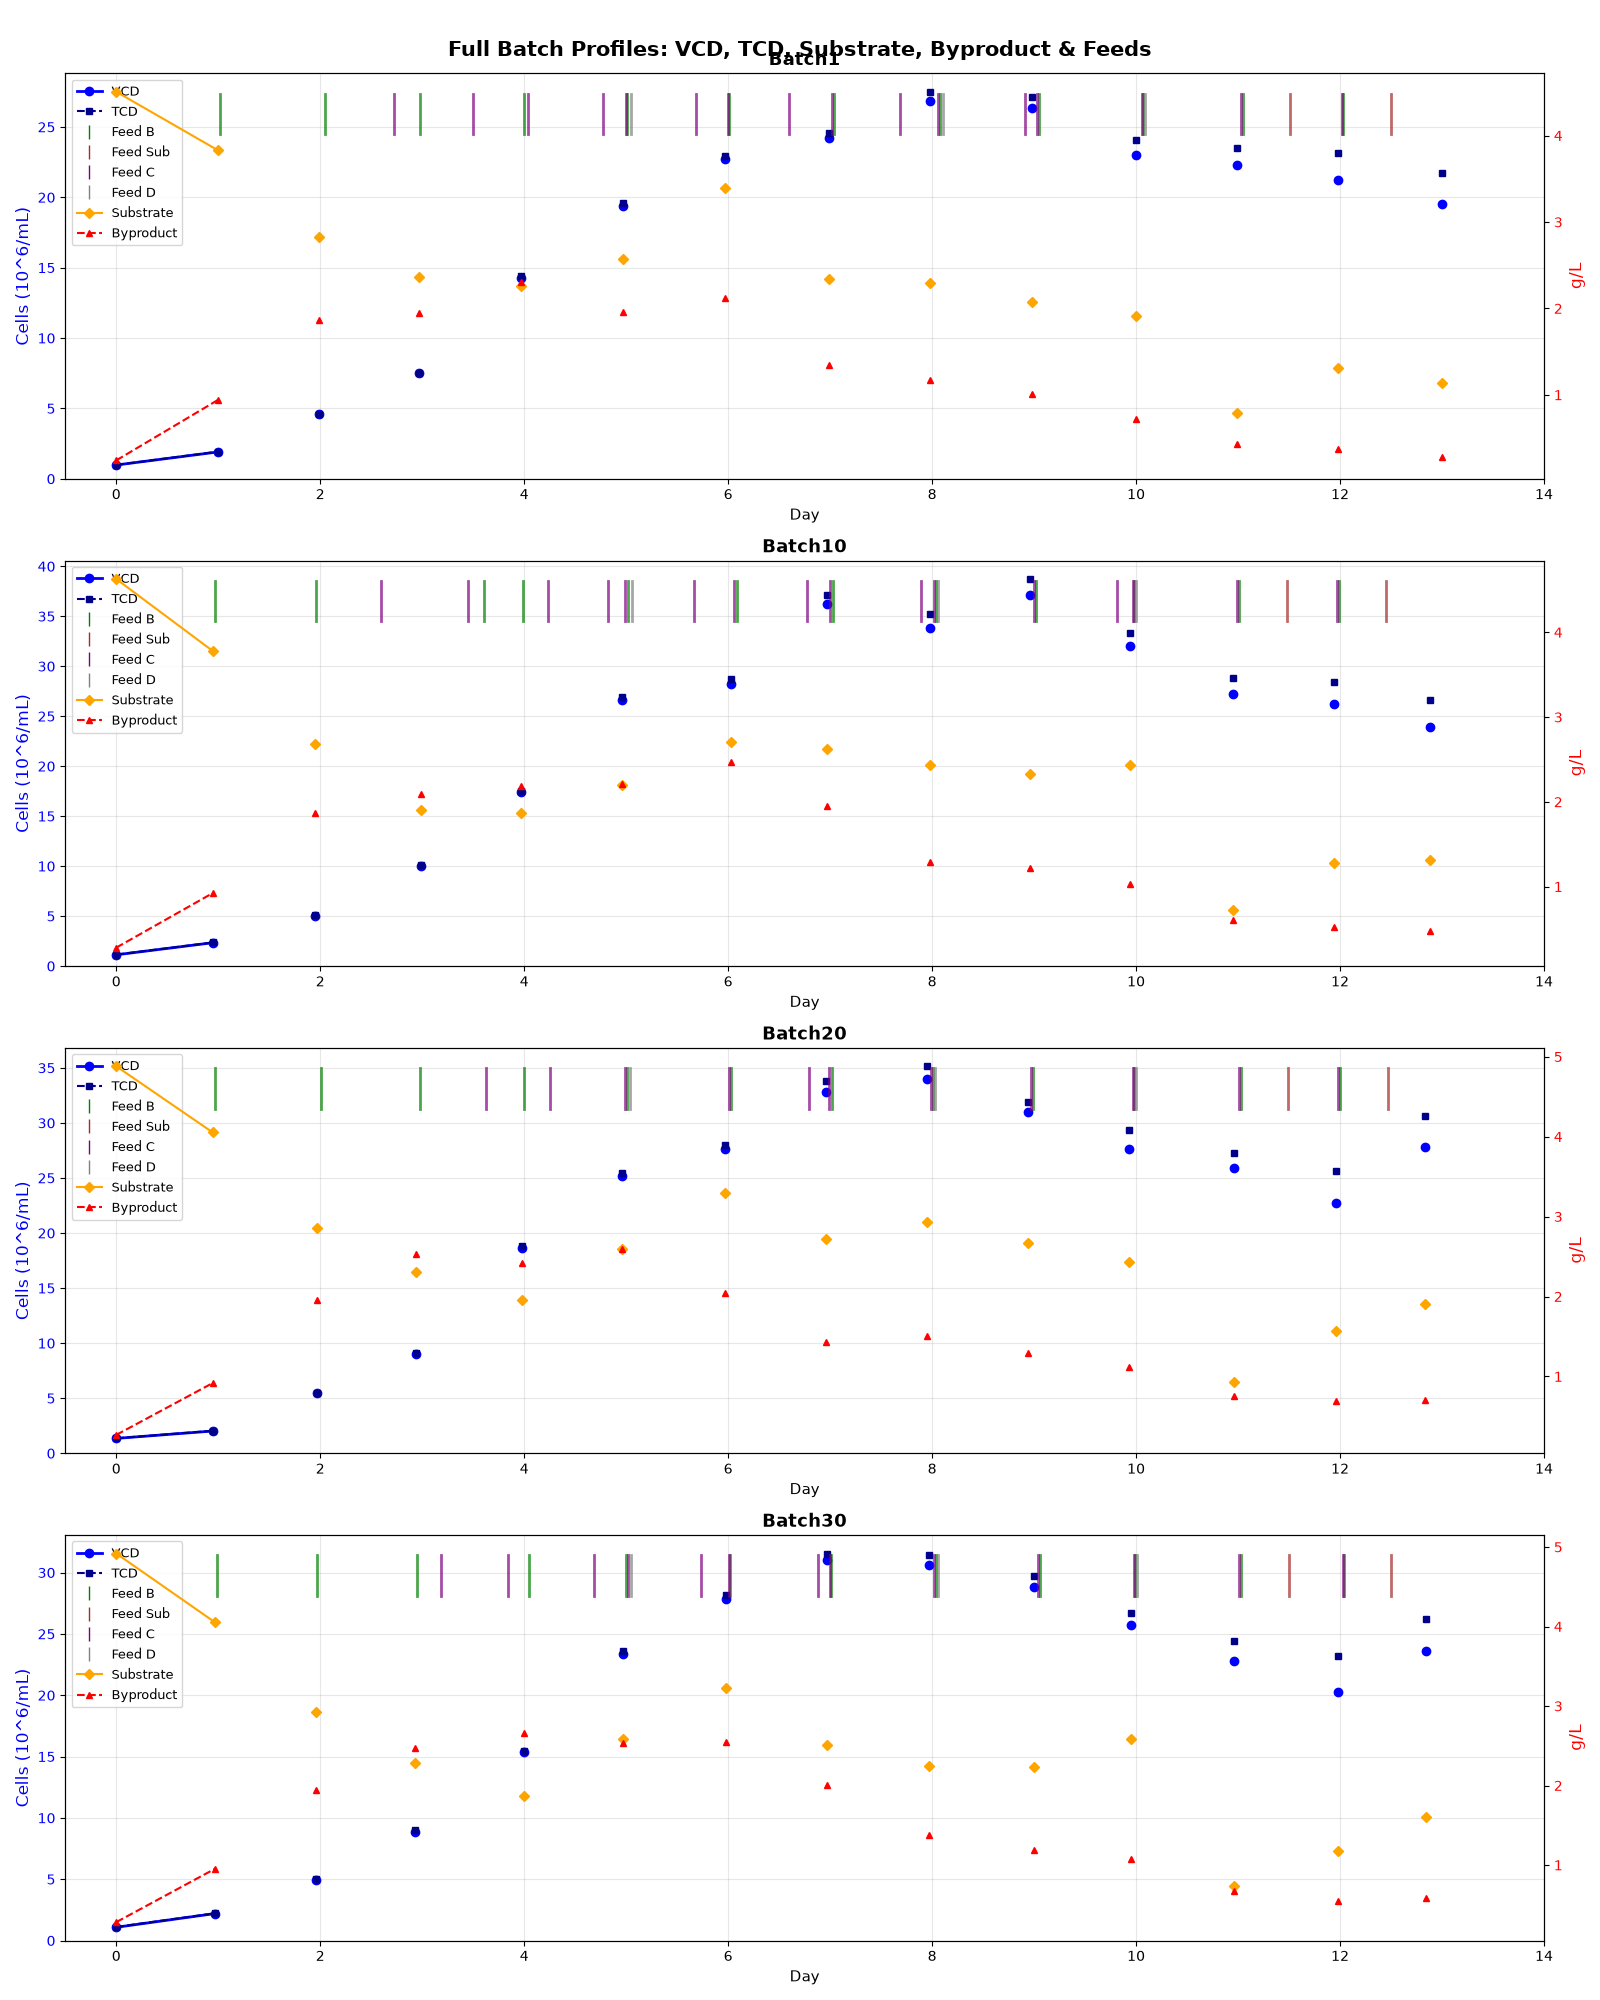 Full Batch Profiles: VCD, TCD, Substrate, Byproduct & Feeds
Batch1
VCD
TCD
Feed B
Feed Sub
Feed C
Feed D
Substrate
Byproduct
Cells (10^6/mL)
25
20
15
10
5
0
4
3
2
1
g/L
0 2 4 6 8 10 12 14
Day
Batch10
VCD
TCD
Feed B
Feed Sub
Feed C
Feed D
Substrate
Byproduct
Cells (10^6/mL)
40
35
30
25
20
15
10
5
0
4
3
2
1
g/L
0 2 4 6 8 10 12 14
Day
Batch20
VCD
TCD
Feed B
Feed Sub
Feed C
Feed D
Substrate
Byproduct
Cells (10^6/mL)
35
30
25
20
15
10
5
0
5
4
3
2
1
g/L
0 2 4 6 8 10 12 14
Day
Batch30
VCD
TCD
Feed B
Feed Sub
Feed C
Feed D
Substrate
Byproduct
Cells (10^6/mL)
30
25
20
15
10
5
0
5
4
3
2
1
g/L
0 2 4 6 8 10 12 14
Day